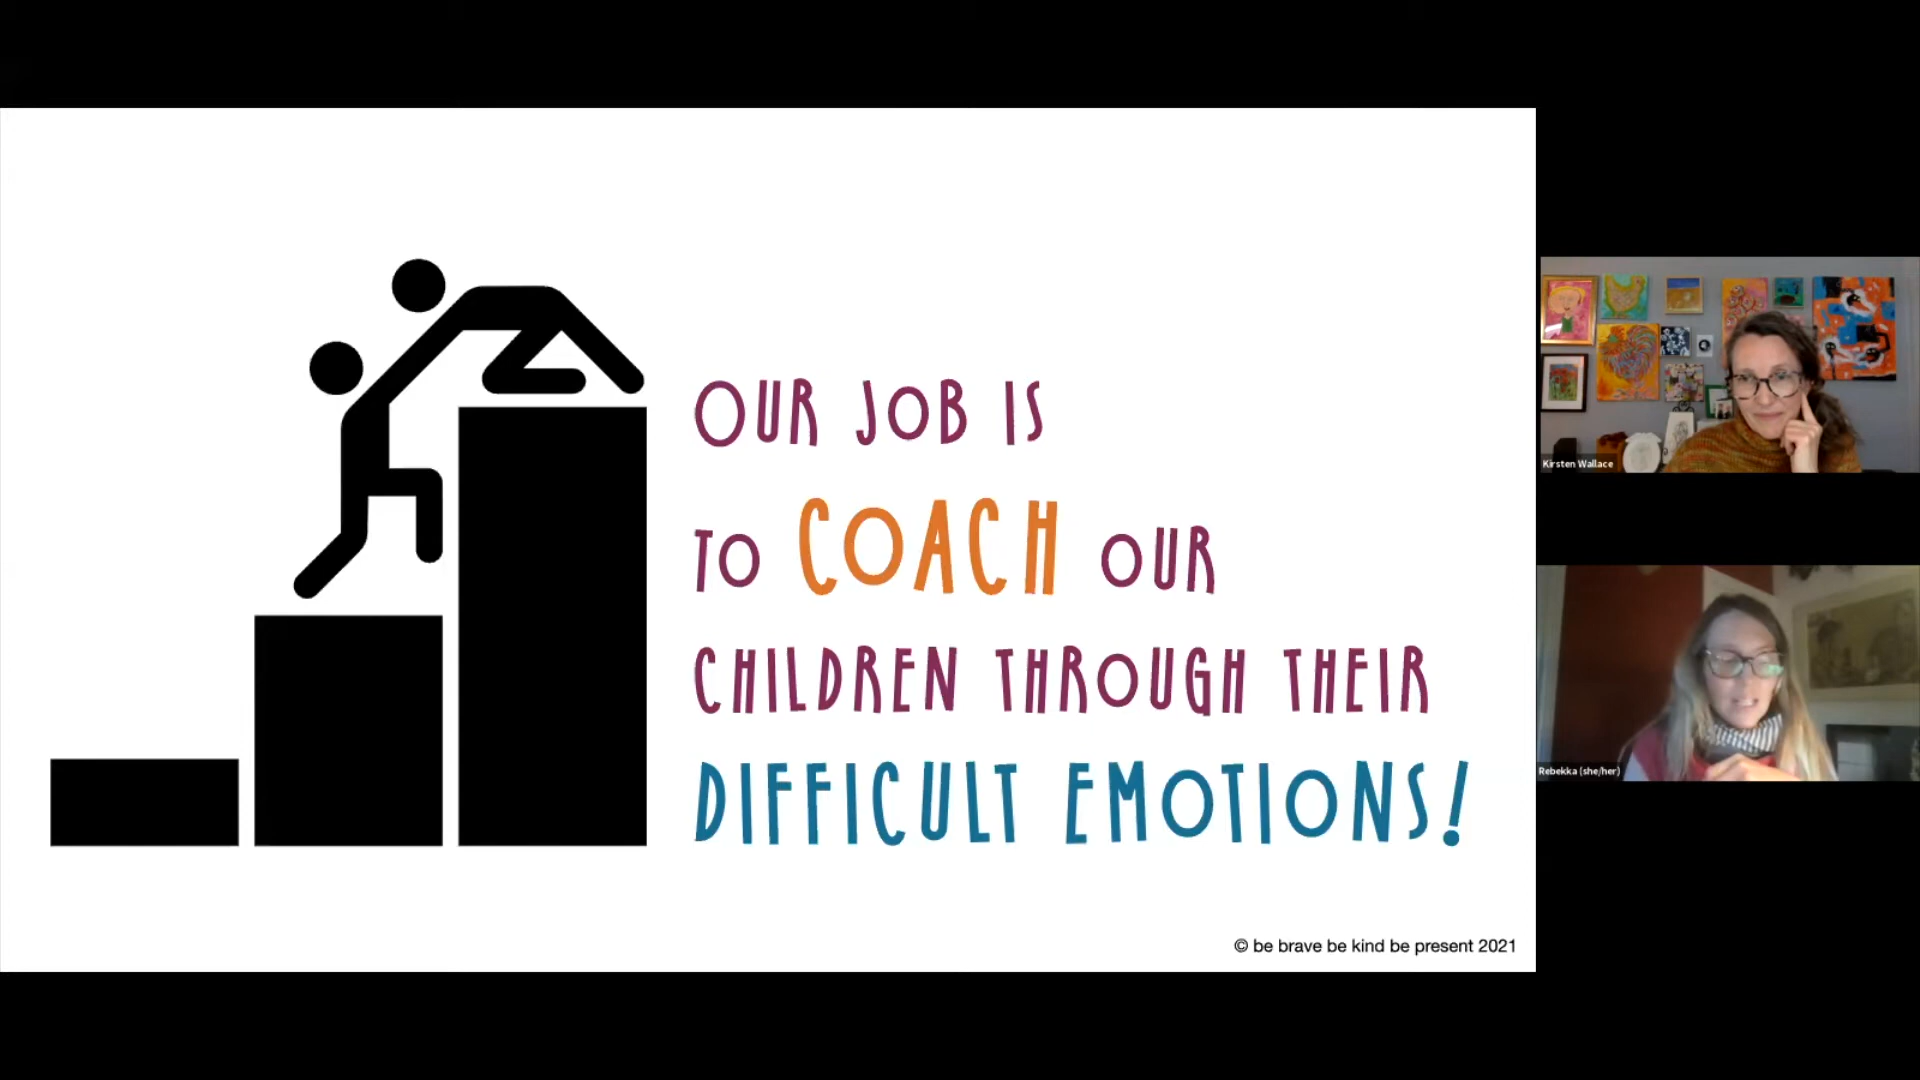 OUR JOB IS
TO COACH OUR
CHILDREN THROUGH THEIR
DIFFICULT EMOTIONS!
© be brave be kind be present 2021
Kirsten Wallace
Rebekka (she/her)